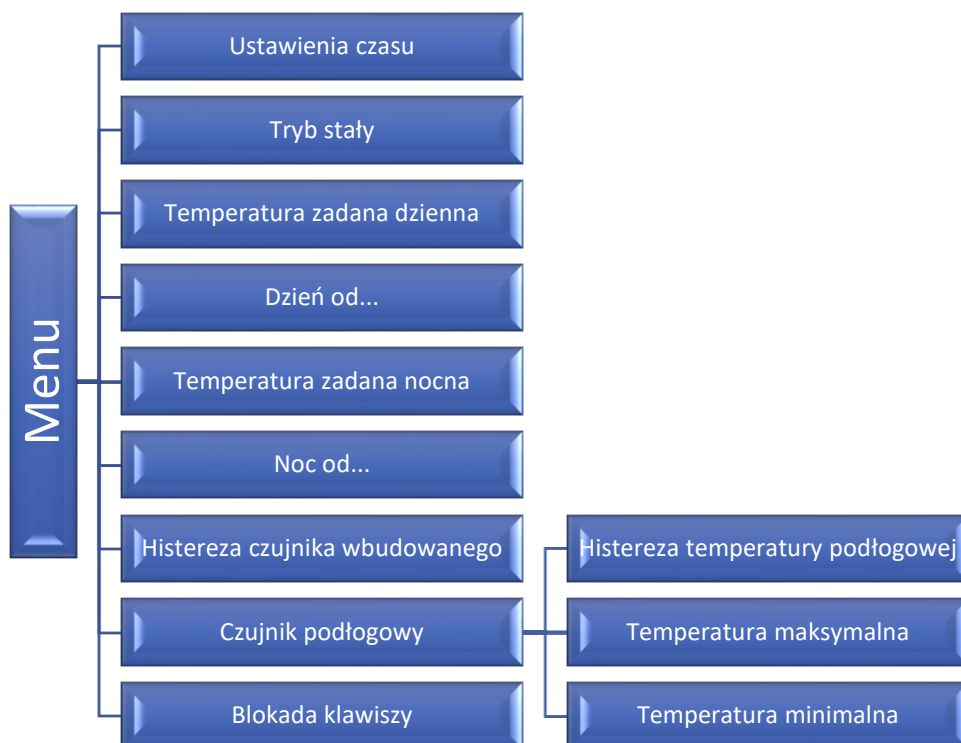 Menu
Ustawienia czasu
Tryb stały
Temperatura zadana dzienna
Dzień od...
Temperatura zadana nocna
Noc od...
Histereza czujnika wbudowanego
Czujnik podłogowy
Histereza temperatury podłogowej
Temperatura maksymalna
Temperatura minimalna
Blokada klawiszy